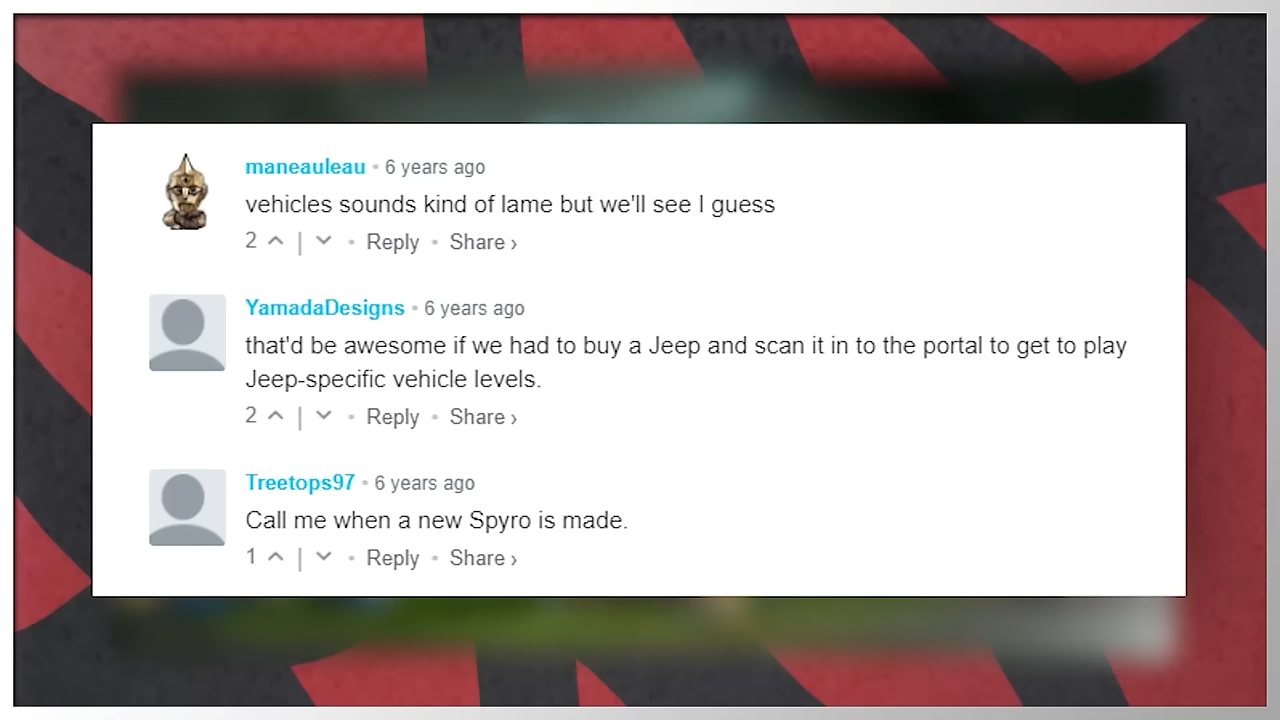 maneauleau • 6 years ago
vehicles sounds kind of lame but we'll see I guess
2 | • Reply • Share ›
YamadaDesigns • 6 years ago
that'd be awesome if we had to buy a Jeep and scan it in to the portal to get to play
Jeep-specific vehicle levels.
2 | • Reply • Share ›
Treetops97 • 6 years ago
Call me when a new Spyro is made.
1 | • Reply • Share ›